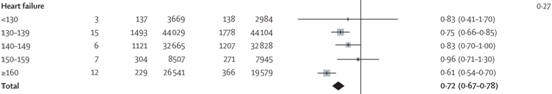 Heart failure 0·27
<130 3 137 3669 138 2984 0·83 (0·41–1·70)
130–139 15 1493 44029 1778 44104 0·75 (0·66–0·85)
140–149 6 1121 32665 1207 32828 0·83 (0·70–1·00)
150–159 7 304 8507 271 7945 0·96 (0·71–1·30)
≥160 12 229 26541 366 19579 0·61 (0·54–0·70)
Total 0·72 (0·67–0·78)